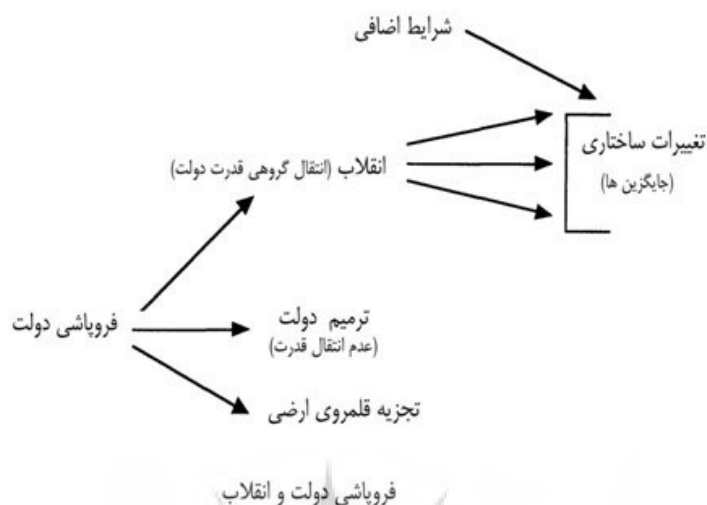 شرایط اضافی
تغییرات ساختاری
(جایگزین ها)
انقلاب (انتقال گروهی قدرت دولت)
فروپاشی دولت
ترمیم دولت
(عدم انتقال قدرت)
تجزیه قلمروی ارضی
فروپاشی دولت و انقلاب